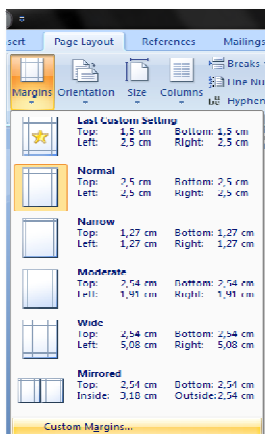 sert Page Layout References Mailings
Margins Orientation Size Columns
Breaks
Line Nu
Hyphen
Last Custom Setting
Top: 1,5 cm Bottom: 1,5 cm
Left: 2,5 cm Right: 2,5 cm
Normal
Top: 2,5 cm Bottom: 2,5 cm
Left: 2,5 cm Right: 2,5 cm
Narrow
Top: 1,27 cm Bottom: 1,27 cm
Left: 1,27 cm Right: 1,27 cm
Moderate
Top: 2,54 cm Bottom: 2,54 cm
Left: 1,91 cm Right: 1,91 cm
Wide
Top: 2,54 cm Bottom: 2,54 cm
Left: 5,08 cm Right: 5,08 cm
Mirrored
Top: 2,54 cm Bottom: 2,54 cm
Inside: 3,18 cm Outside: 2,54 cm
Custom Margins...